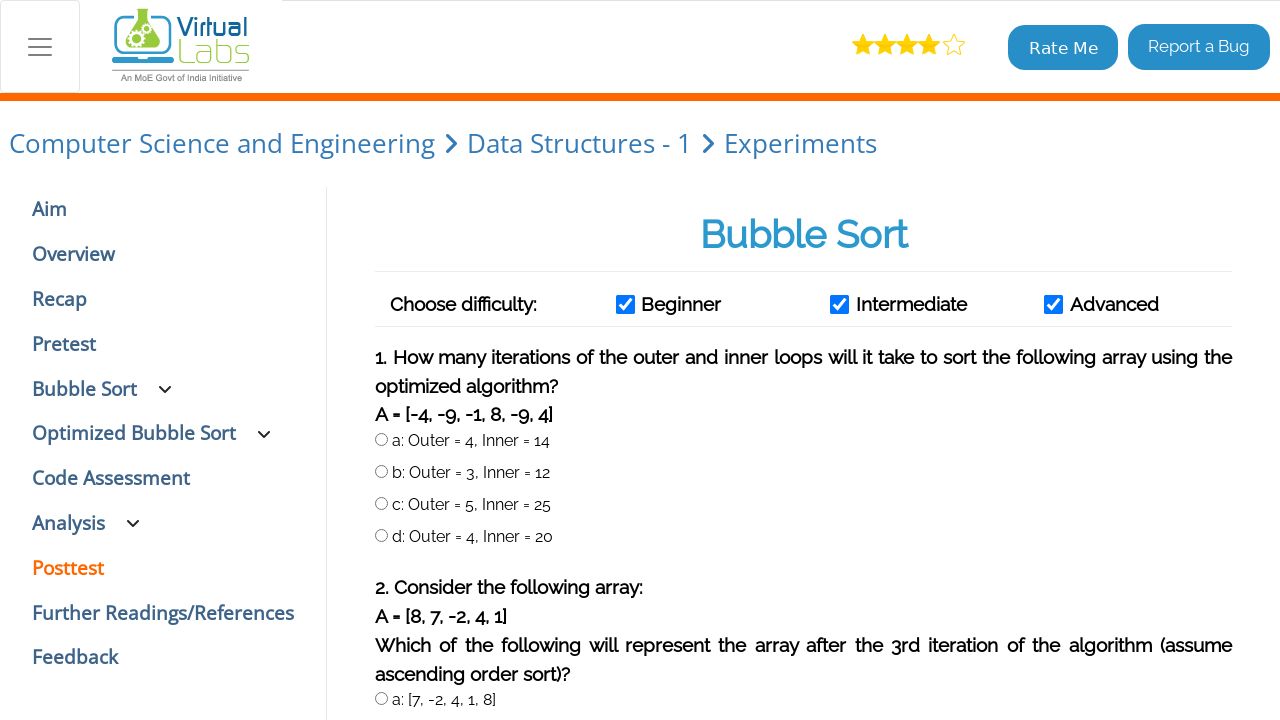 Virtual
Labs
An MoE Govt of India Initiative
Rate Me
Report a Bug
Computer Science and Engineering
Data Structures - 1
Experiments
Aim
Overview
Recap
Pretest
Bubble Sort
Optimized Bubble Sort
Code Assessment
Analysis
Posttest
Further Readings/References
Feedback
Bubble Sort
Choose difficulty:
Beginner
Intermediate
Advanced
1. How many iterations of the outer and inner loops will it take to sort the following array using the
optimized algorithm?
A = [-4, -9, -1, 8, -9, 4]
a: Outer = 4, Inner = 14
b: Outer = 3, Inner = 12
c: Outer = 5, Inner = 25
d: Outer = 4, Inner = 20
2. Consider the following array:
A = [8, 7, -2, 4, 1]
Which of the following will represent the array after the 3rd iteration of the algorithm (assume
ascending order sort)?
a: [7, -2, 4, 1, 8]